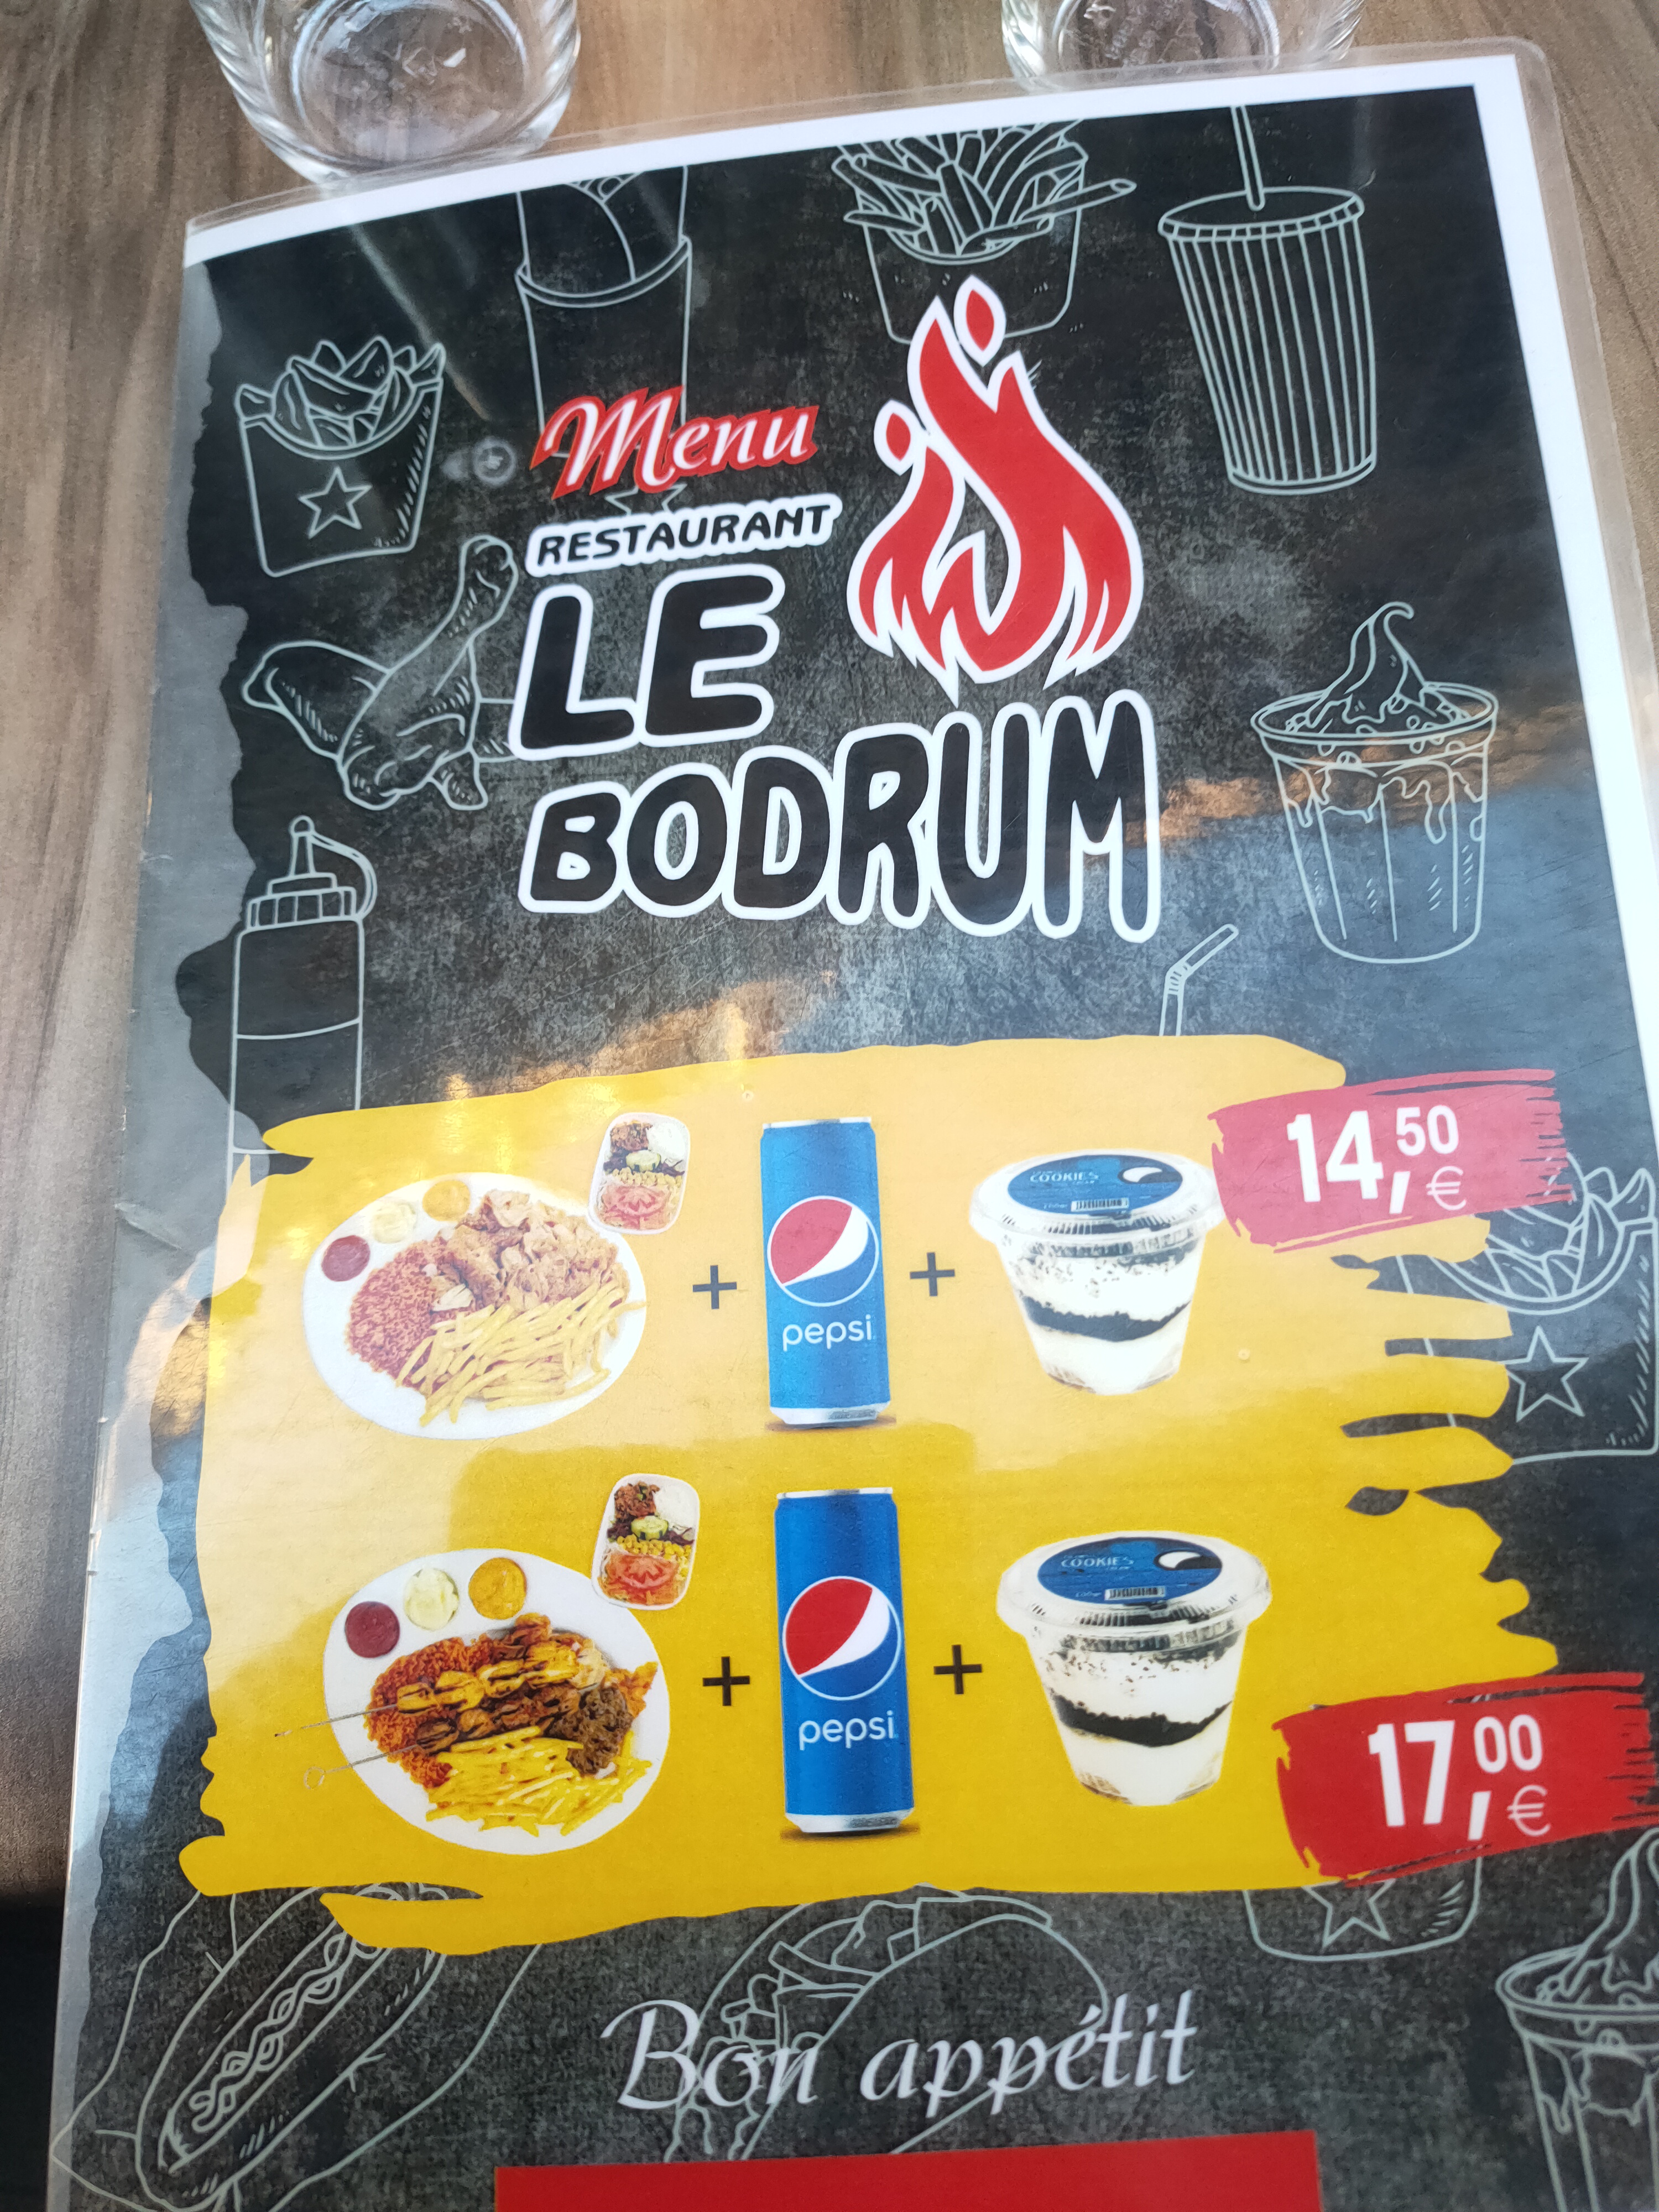 Menu
RESTAURANT
LE
BODRUM
14,50 €
COOKIES
pepsi
COOKIES
pepsi
17,00 €
Bon appétit